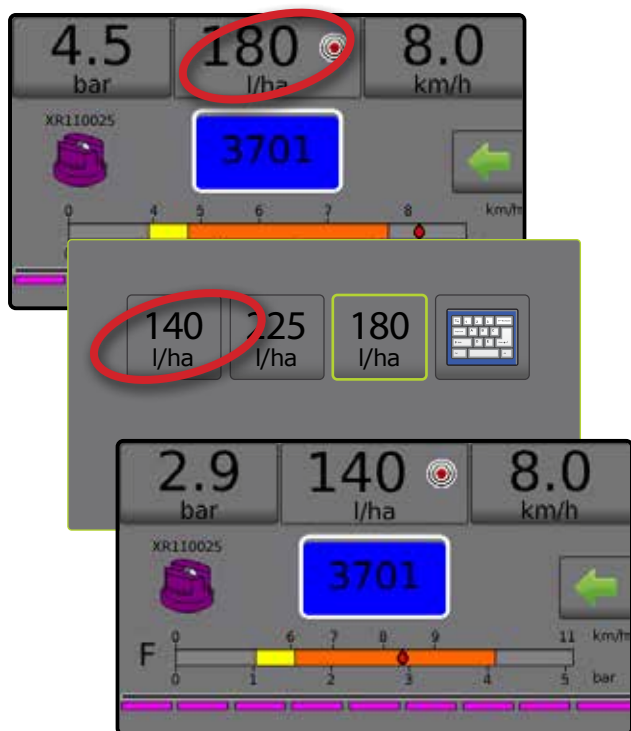 4.5 180 8.0
bar l/ha km/h
XR110025
3701
0 4 5 6 7 8 km/h
140 225 180
l/ha l/ha l/ha
2.9 140 8.0
bar l/ha km/h
XR110025
3701
0 6 7 8 9 11 km/h
F
0 1 2 3 4 5 bar